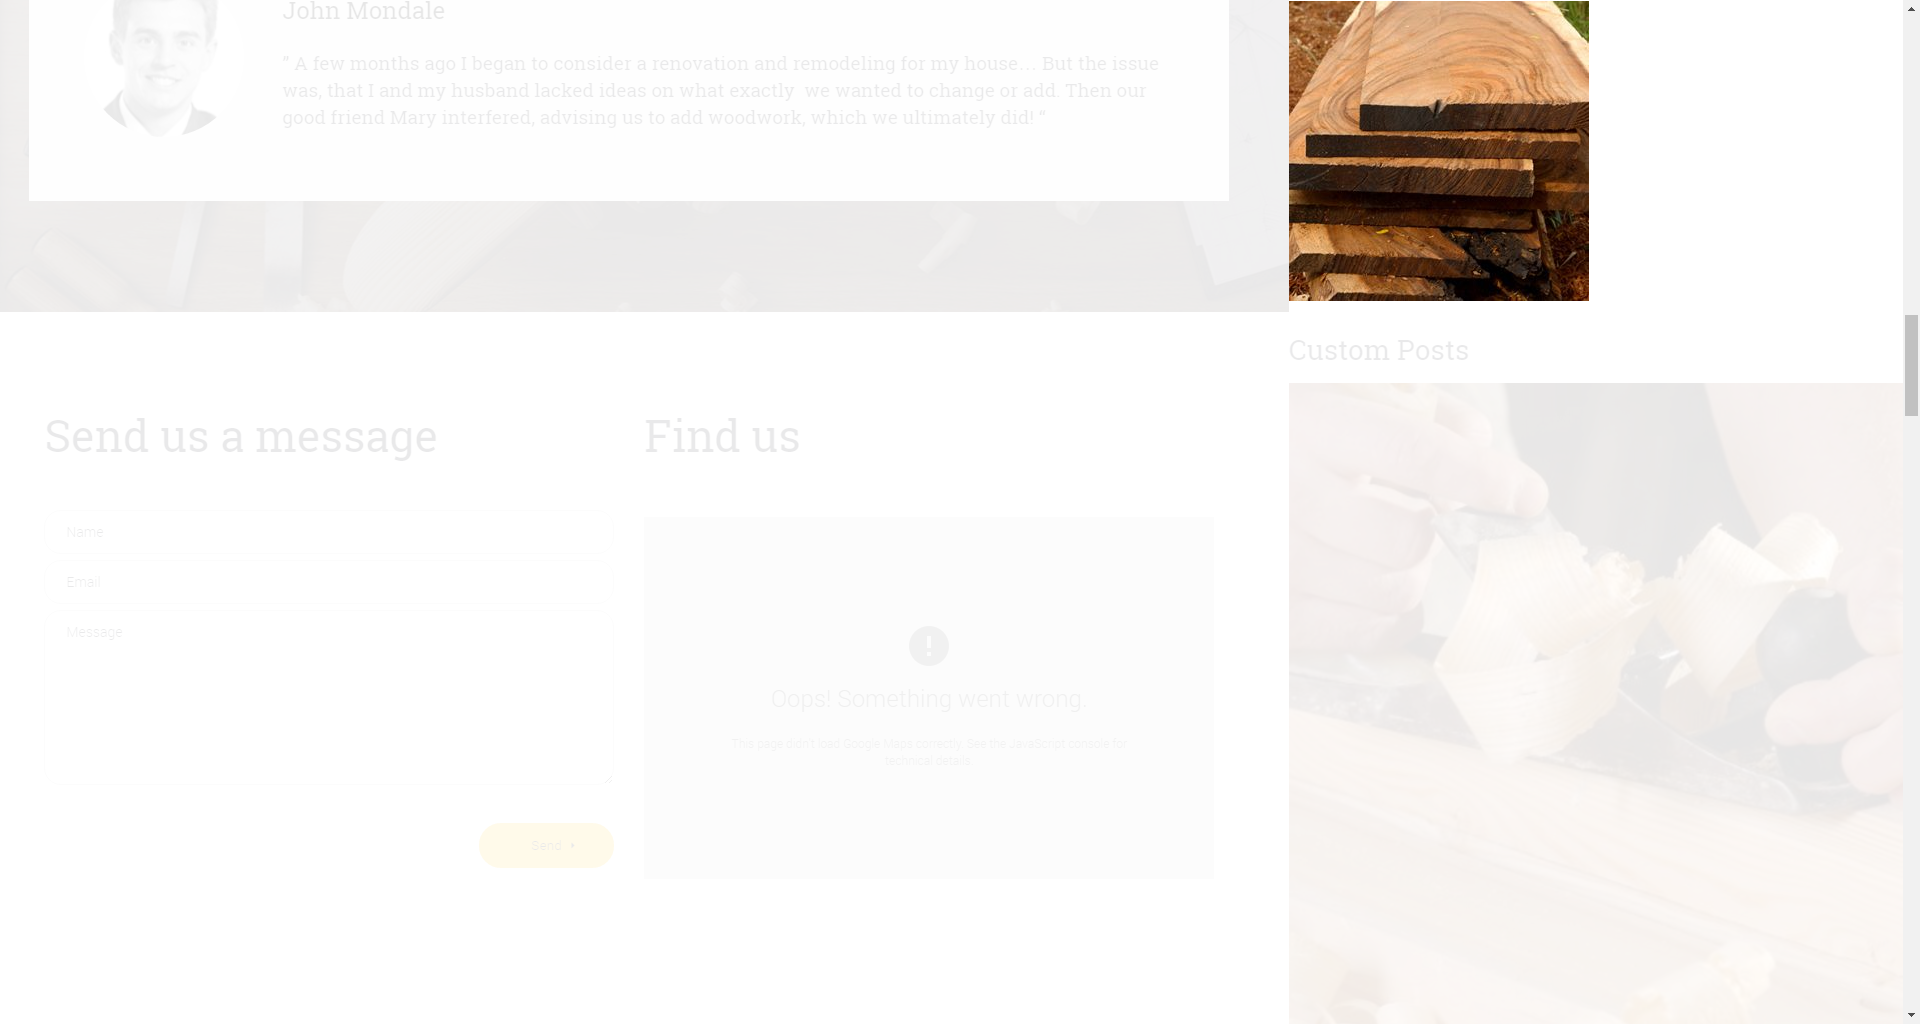 John Mondale
“ A few months ago I began to consider a renovation and remodeling for my house… But the issue
was, that I and my husband lacked ideas on what exactly  we wanted to change or add. Then our
good friend Mary interfered, advising us to add woodwork, which we ultimately did! “
Custom Posts
Send us a message
Find us
Name
Email
Message
Send
Oops! Something went wrong.
This page didn't load Google Maps correctly. See the JavaScript console for
technical details.